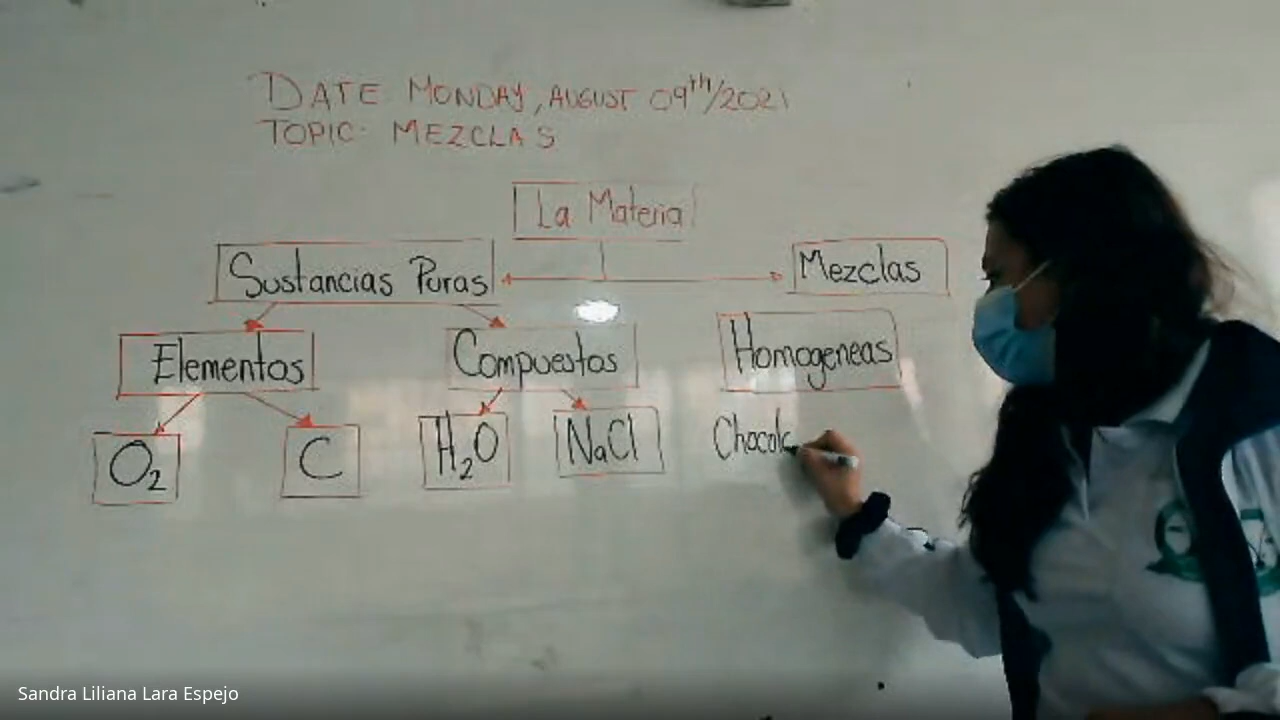 DATE MONDAY, AUGUST 09th/2021
TOPIC: MEZCLAS
La Materia
Sustancias Puras
Mezclas
Elementos
Compuestos
Homogeneas
O2
C
H2O
NaCl
Chocola
Sandra Liliana Lara Espejo